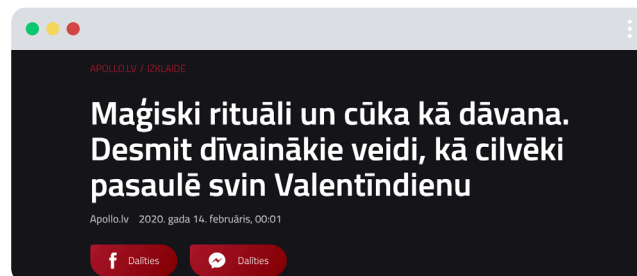 APOLLO.LV / IZKLAIDE
Maģiski rituāli un cūka kā dāvana.
Desmit dīvainākie veidi, kā cilvēki
pasaulē svin Valentīndienu
Apollo.lv 2020. gada 14. februāris, 00:01
Dalīties Dalīties